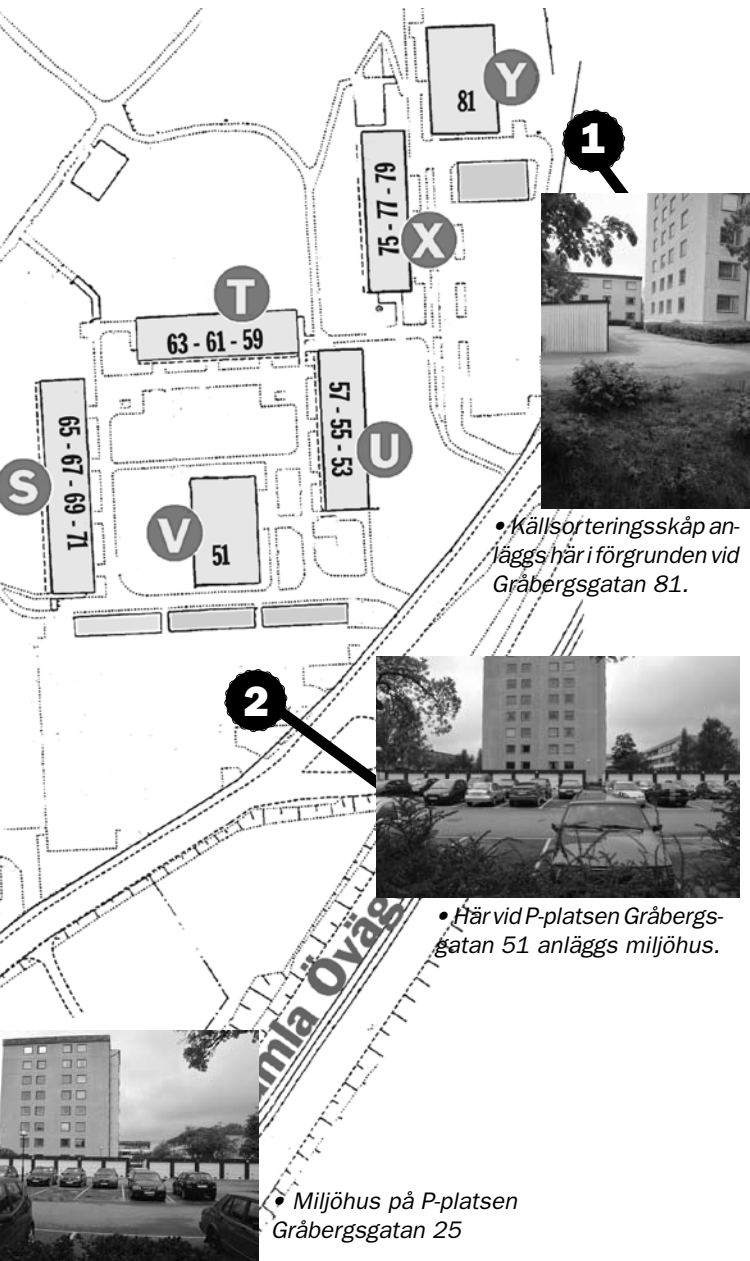 Y
81
1
75 - 77 - 79
X
T
63 - 61 - 59
57 - 55 - 53
U
65 - 67 - 69 - 71
S
V
51
• Källsorteringsskåp an-
läggs här i förgrunden vid
Gråbergsgatan 81.
2
• Här vid P-platsen Gråbergs-
gatan 51 anläggs miljöhus.
mla Öväg
• Miljöhus på P-platsen
Gråbergsgatan 25